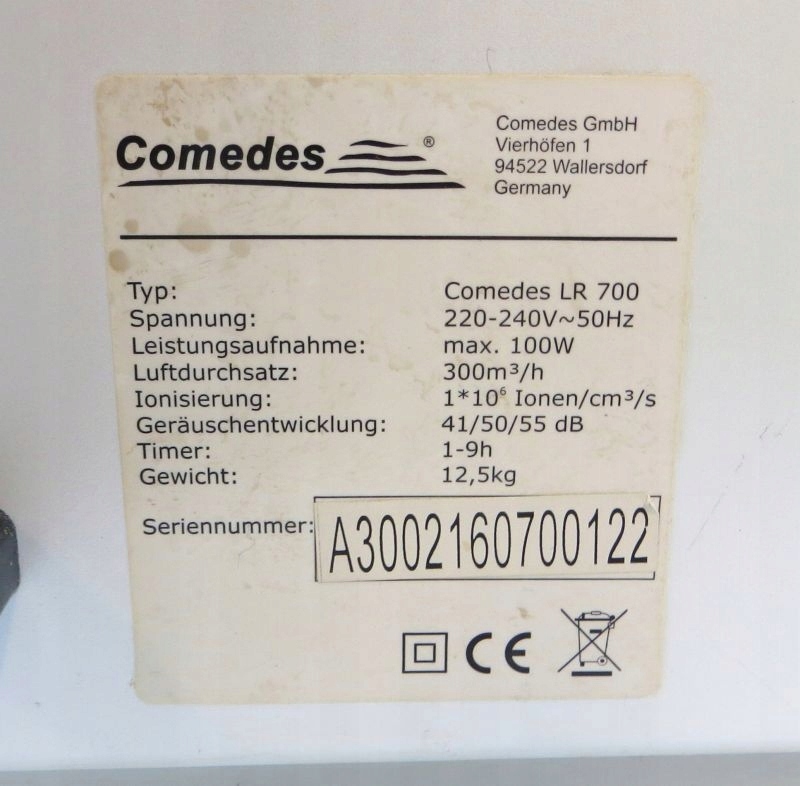 Comedes®
Comedes GmbH
Vierhöfen 1
94522 Wallersdorf
Germany
Typ: Comedes LR 700
Spannung: 220-240V~50Hz
Leistungsaufnahme: max. 100W
Luftdurchsatz: 300m³/h
Ionisierung: 1*10⁶ Ionen/cm³/s
Geräuschentwicklung: 41/50/55 dB
Timer: 1-9h
Gewicht: 12,5kg
Seriennummer: A3002160700122
CE